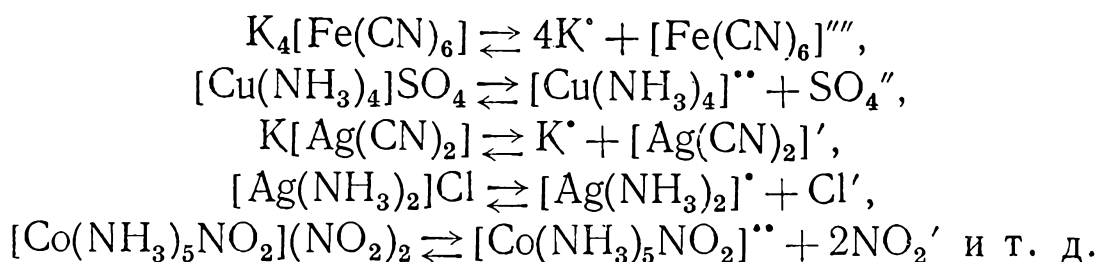 K₄[Fe(CN)₆] ⇄ 4K˙ + [Fe(CN)₆]′′′′,
[Cu(NH₃)₄]SO₄ ⇄ [Cu(NH₃)₄]˙˙ + SO₄″,
K[Ag(CN)₂] ⇄ K˙ + [Ag(CN)₂]′,
[Ag(NH₃)₂]Cl ⇄ [Ag(NH₃)₂]˙ + Cl′,
[Co(NH₃)₅NO₂](NO₂)₂ ⇄ [Co(NH₃)₅NO₂]˙˙ + 2NO₂′ и т. д.